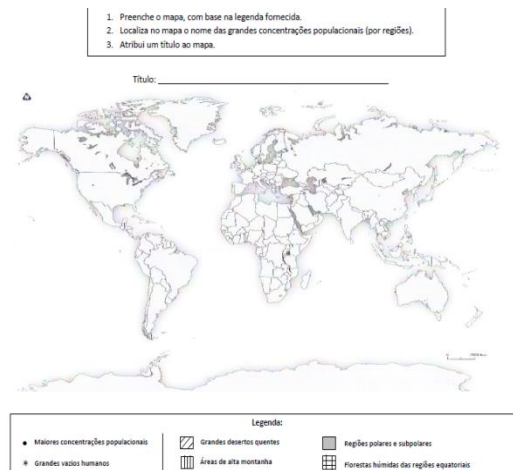 1. Preenche o mapa, com base na legenda fornecida.
2. Localiza no mapa o nome das grandes concentrações populacionais (por regiões).
3. Atribui um título ao mapa.
Título:
Legenda:
Maiores concentrações populacionais
Grandes desertos quentes
Regiões polares e subpolares
Grandes vazios humanos
Áreas de alta montanha
Florestas húmidas das regiões equatoriais